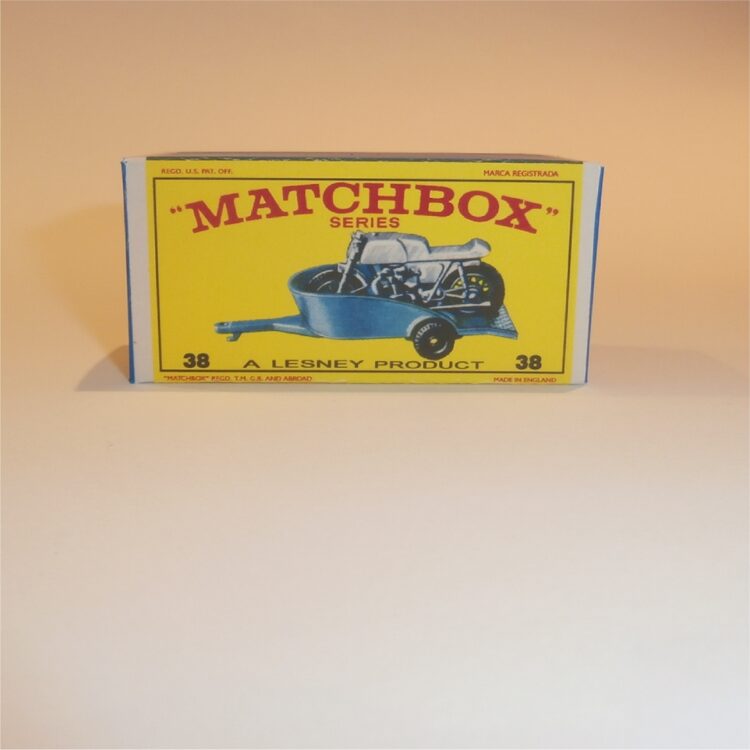 REGD. U.S. PAT. OFF. MARCA REGISTRADA
"MATCHBOX"
SERIES
38 A LESNEY PRODUCT 38
"MATCHBOX" REGD. T.M. G.B. AND ABROAD MADE IN ENGLAND